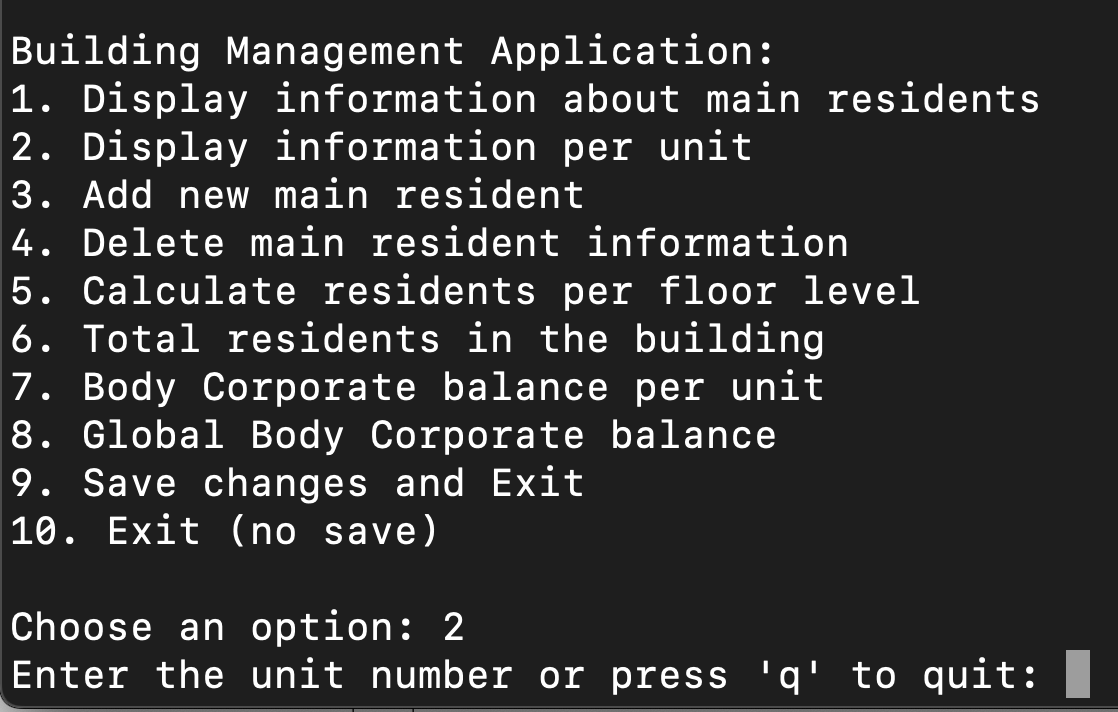 Building Management Application:
1. Display information about main residents
2. Display information per unit
3. Add new main resident
4. Delete main resident information
5. Calculate residents per floor level
6. Total residents in the building
7. Body Corporate balance per unit
8. Global Body Corporate balance
9. Save changes and Exit
10. Exit (no save)
Choose an option: 2
Enter the unit number or press 'q' to quit: